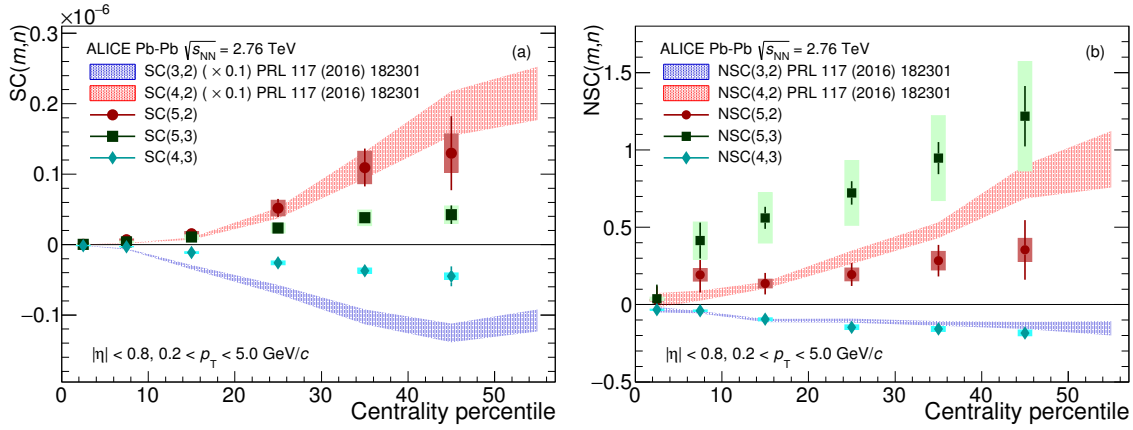 ×10⁻⁶
SC(m,n)
0.3
0.2
0.1
0
−0.1
ALICE Pb-Pb √sNN = 2.76 TeV
(a)
SC(3,2) ( × 0.1) PRL 117 (2016) 182301
SC(4,2) ( × 0.1) PRL 117 (2016) 182301
SC(5,2)
SC(5,3)
SC(4,3)
|η| < 0.8, 0.2 < pT < 5.0 GeV/c
0 10 20 30 40 50
Centrality percentile
NSC(m,n)
1.5
1
0.5
0
−0.5
ALICE Pb-Pb √sNN = 2.76 TeV
(b)
NSC(3,2) PRL 117 (2016) 182301
NSC(4,2) PRL 117 (2016) 182301
NSC(5,2)
NSC(5,3)
NSC(4,3)
|η| < 0.8, 0.2 < pT < 5.0 GeV/c
0 10 20 30 40 50
Centrality percentile